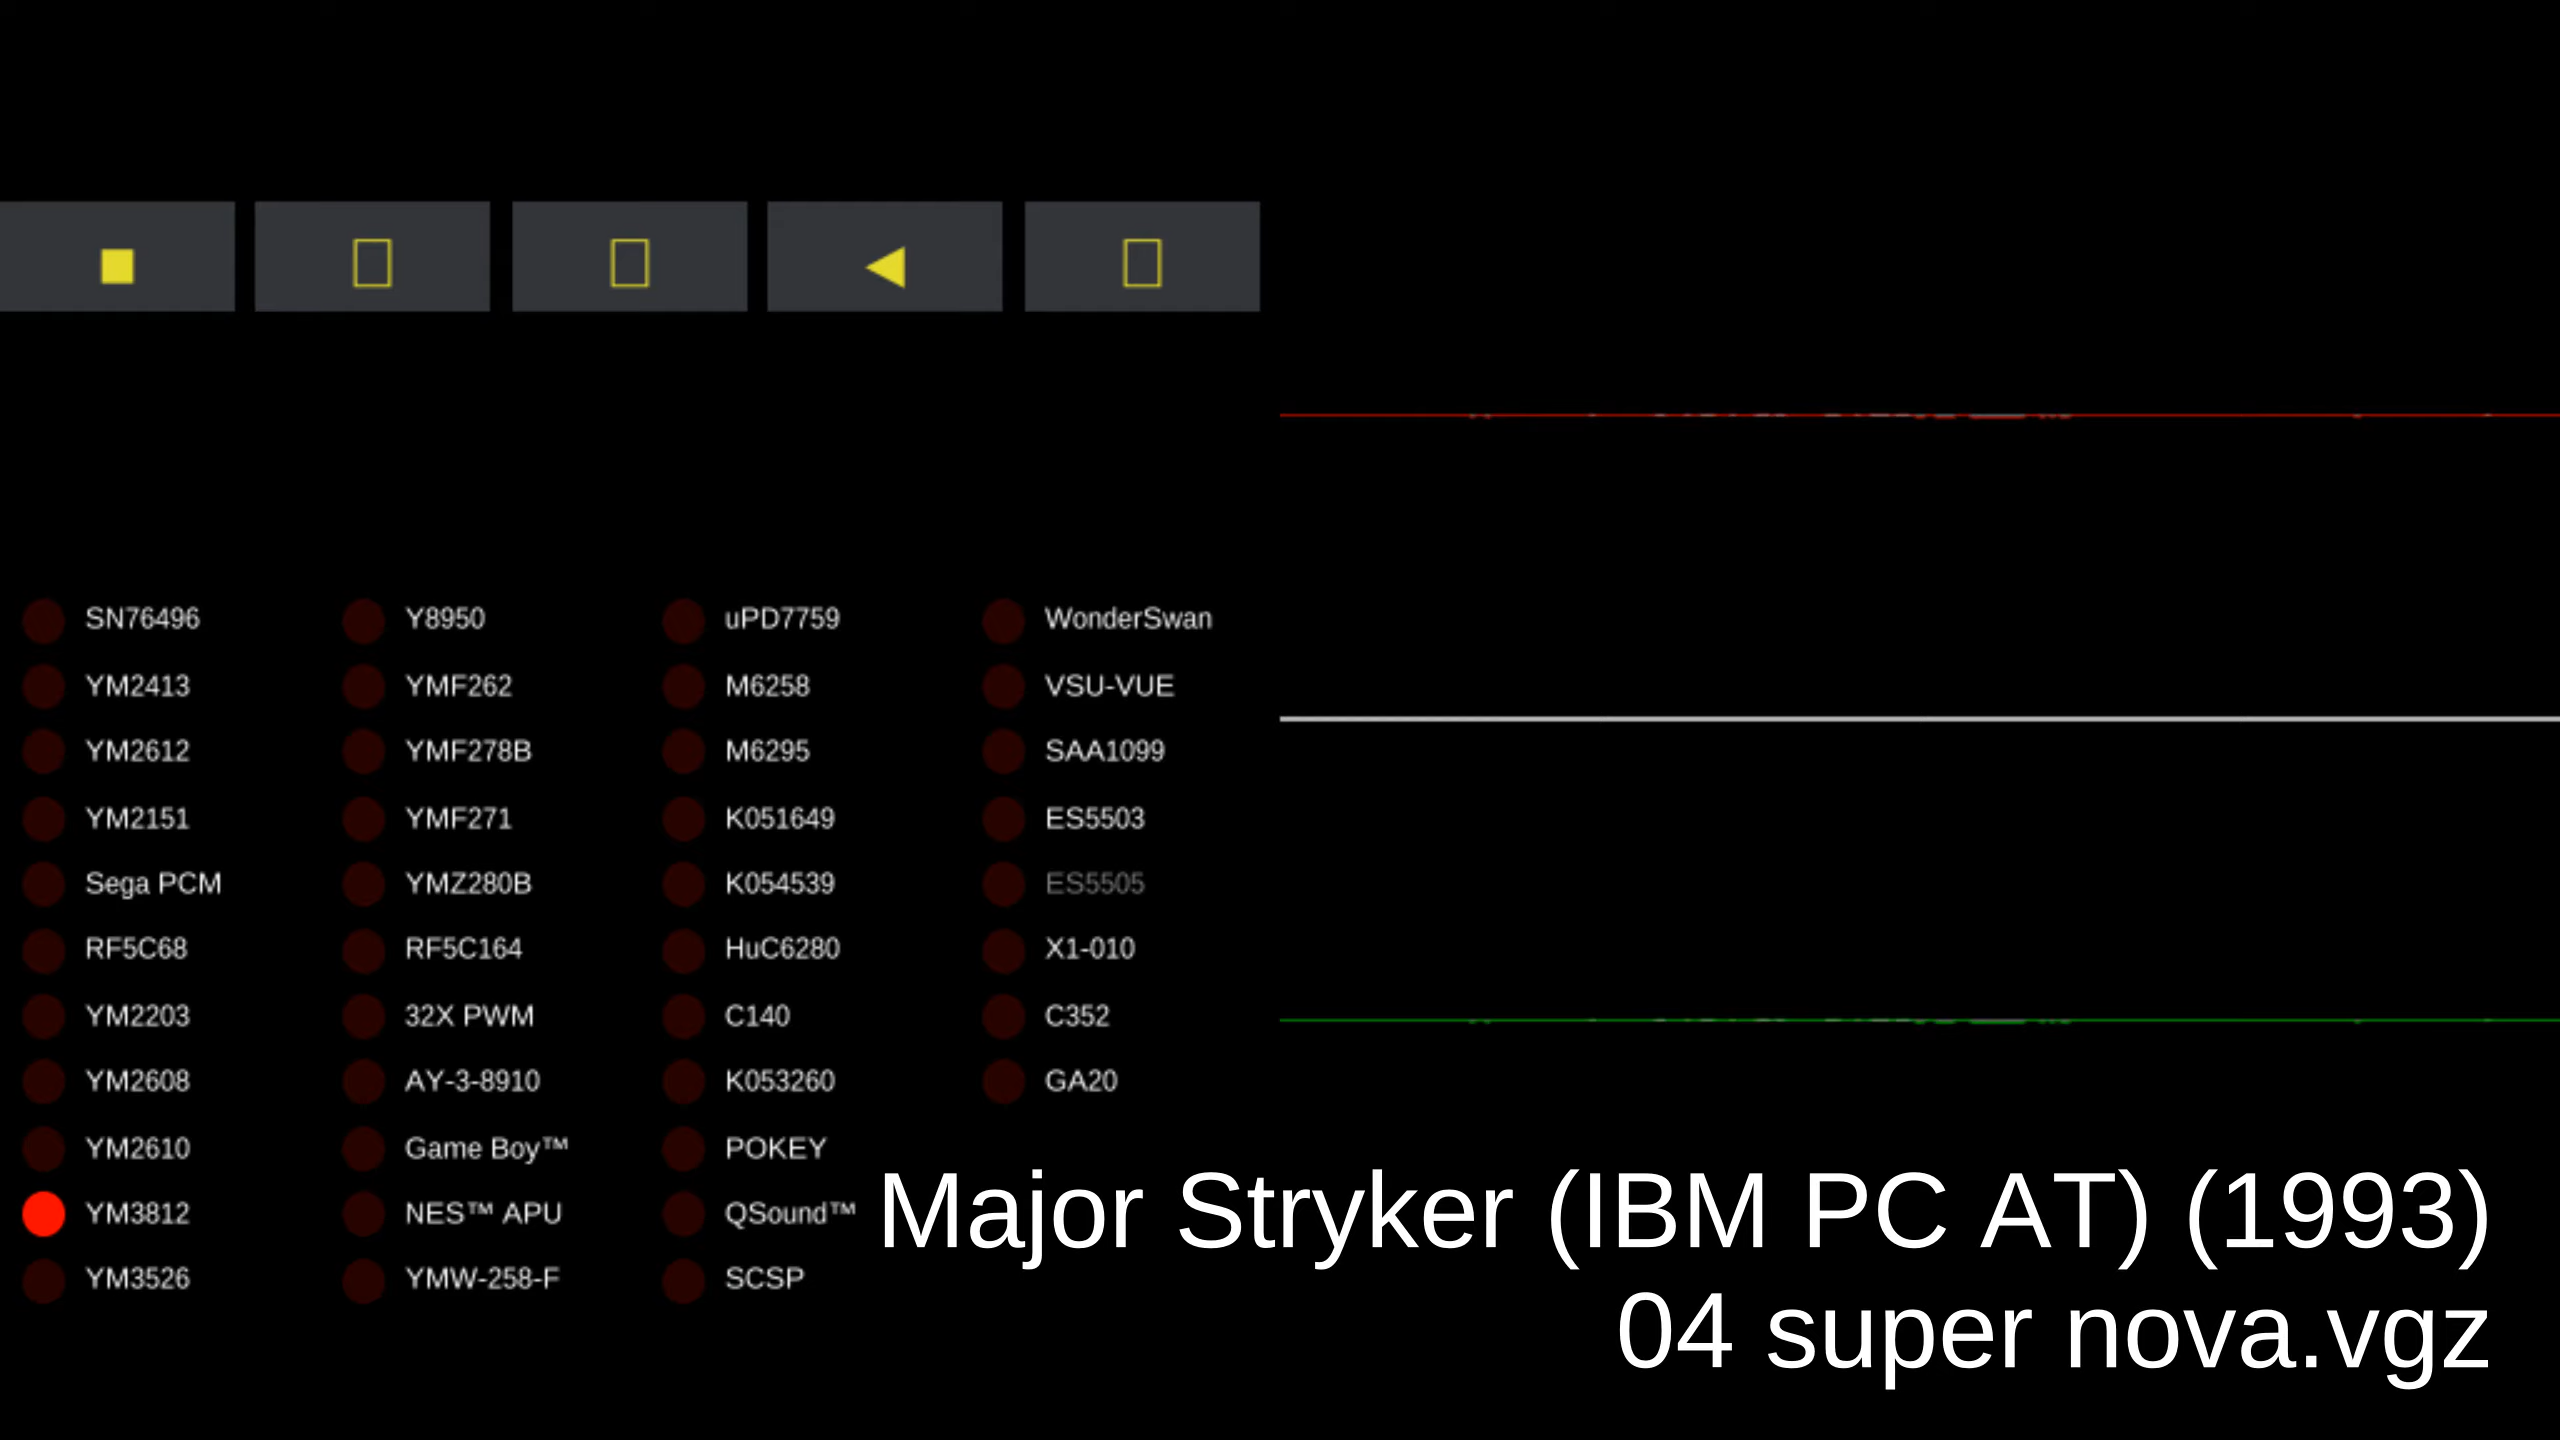 SN76496
YM2413
YM2612
YM2151
Sega PCM
RF5C68
YM2203
YM2608
YM2610
YM3812
YM3526
Y8950
YMF262
YMF278B
YMF271
YMZ280B
RF5C164
32X PWM
AY-3-8910
Game Boy™
NES™ APU
YMW-258-F
uPD7759
M6258
M6295
K051649
K054539
HuC6280
C140
K053260
POKEY
QSound™
SCSP
WonderSwan
VSU-VUE
SAA1099
ES5503
ES5505
X1-010
C352
GA20
Major Stryker (IBM PC AT) (1993)
04 super nova.vgz